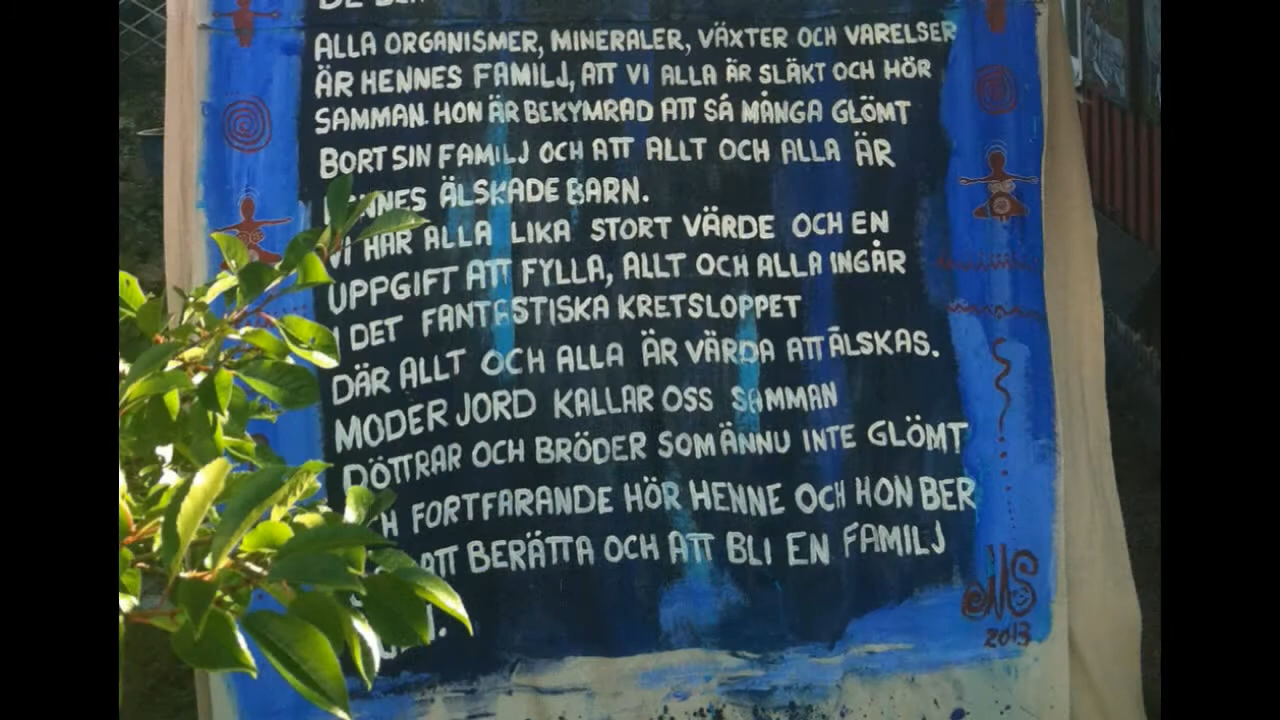 ALLA ORGANISMER, MINERALER, VÄXTER OCH VARELSER
ÄR HENNES FAMILJ, ATT VI ALLA ÄR SLÄKT OCH HÖR
SAMMAN. HON ÄR BEKYMRAD ATT SÅ MÅNGA GLÖMT
BORT SIN FAMILJ OCH ATT ALLT OCH ALLA ÄR
HENNES ÄLSKADE BARN.
VI HAR ALLA LIKA STORT VÄRDE OCH EN
UPPGIFT ATT FYLLA, ALLT OCH ALLA INGÅR
I DET FANTASTISKA KRETSLOPPET
DÄR ALLT OCH ALLA ÄR VÄRDA ATT ÄLSKAS.
MODER JORD KALLAR OSS SAMMAN
DÖTTRAR OCH BRÖDER SOM ÄNNU INTE GLÖMT
FORTFARANDE HÖR HENNE OCH HON BER
ATT BERÄTTA OCH ATT BLI EN FAMILJ
MS
2013